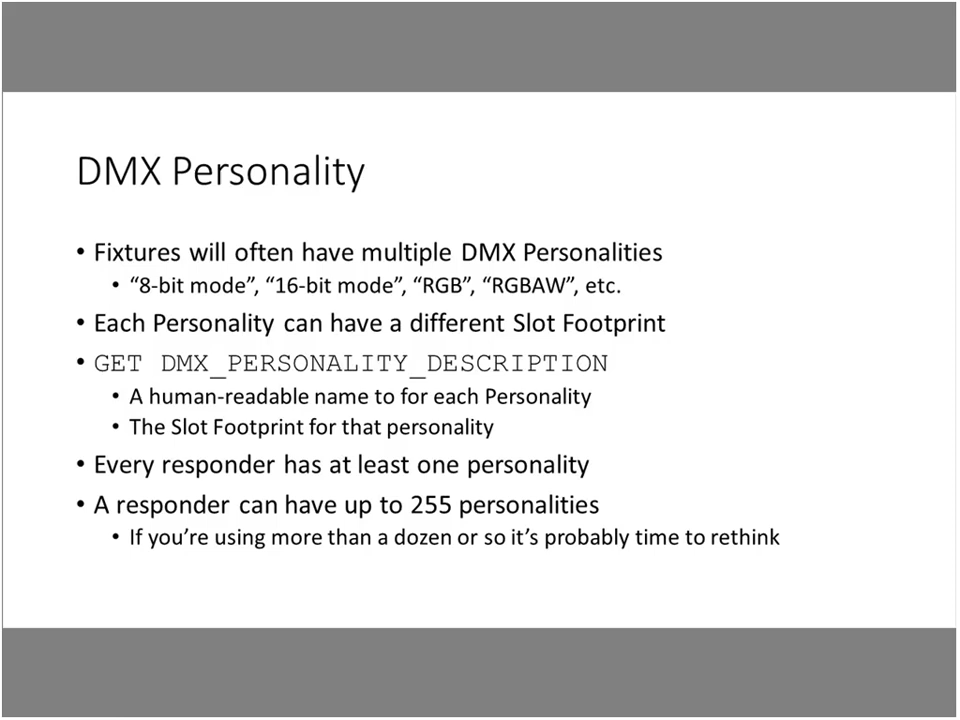 DMX Personality
• Fixtures will often have multiple DMX Personalities
• “8-bit mode”, “16-bit mode”, “RGB”, “RGBAW”, etc.
• Each Personality can have a different Slot Footprint
• GET DMX_PERSONALITY_DESCRIPTION
• A human-readable name to for each Personality
• The Slot Footprint for that personality
• Every responder has at least one personality
• A responder can have up to 255 personalities
• If you’re using more than a dozen or so it’s probably time to rethink